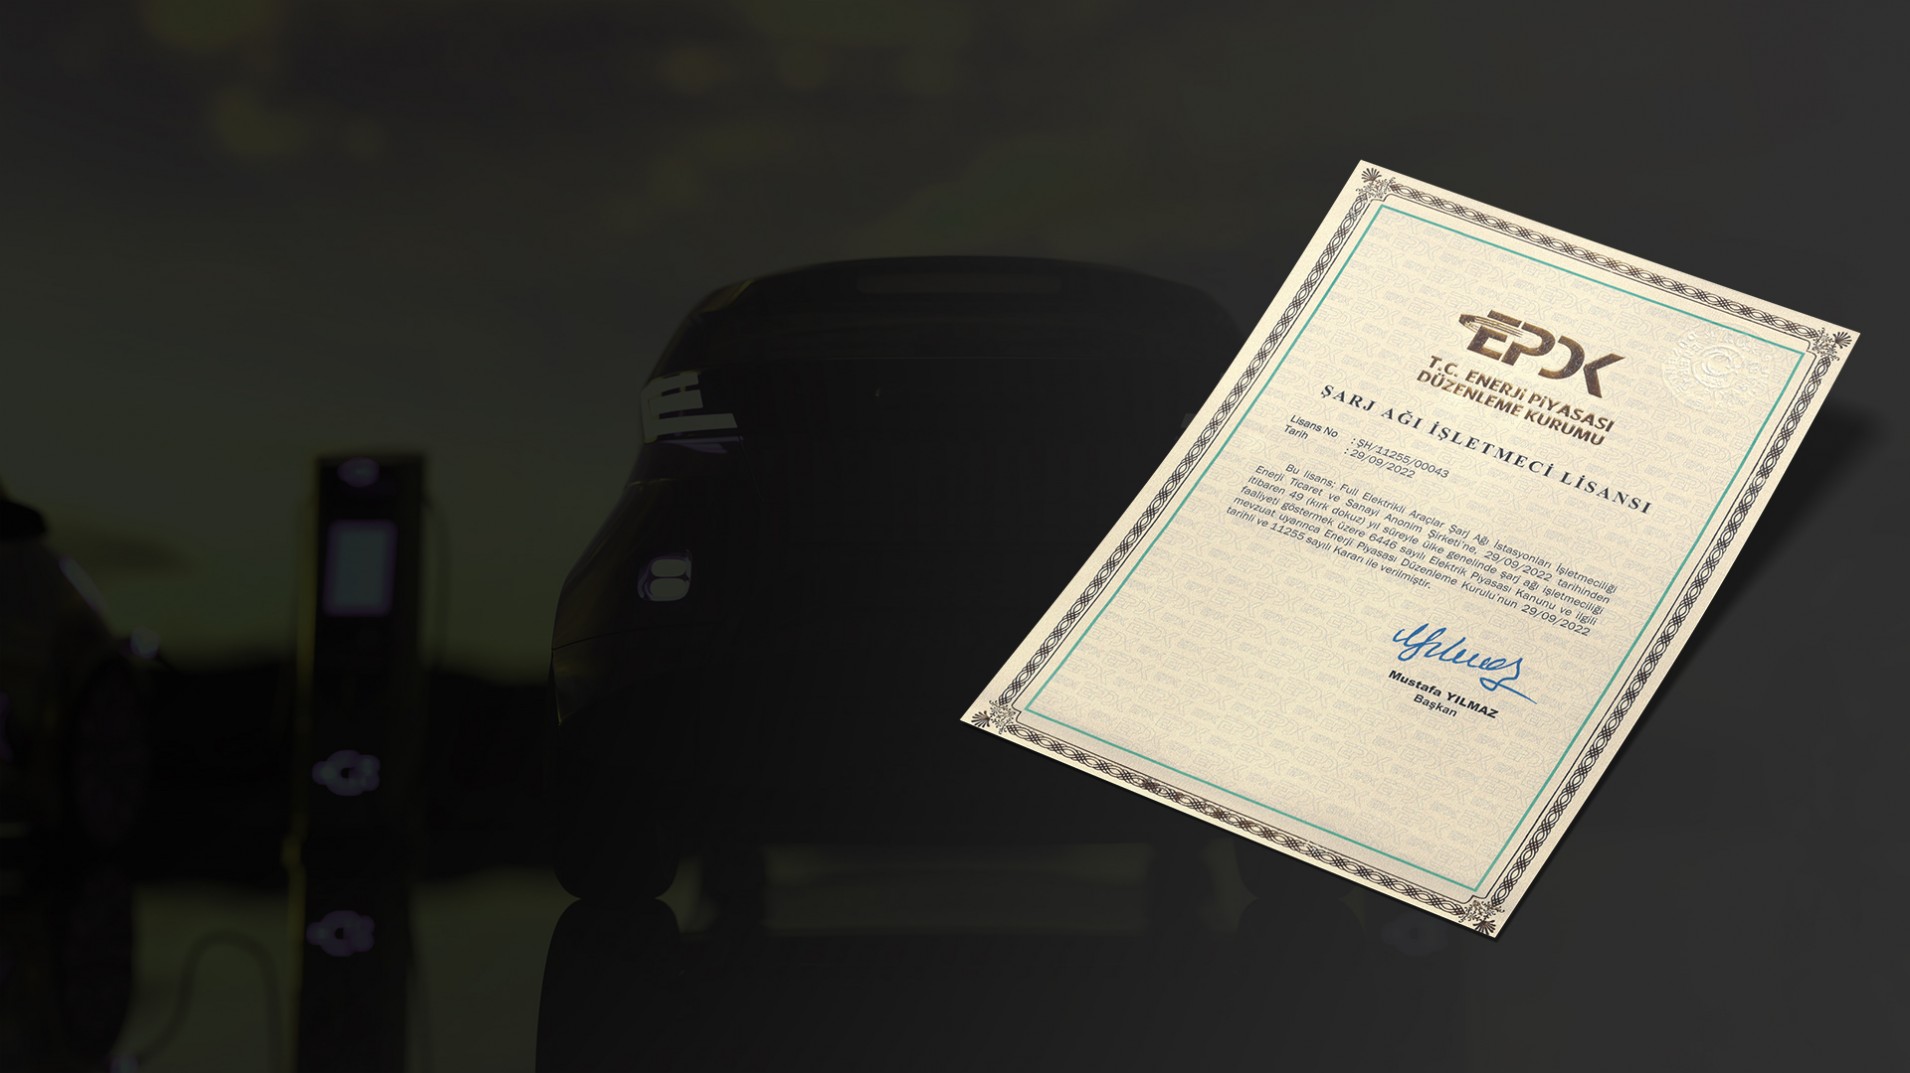 EPDK
T.C. ENERJİ PİYASASI
DÜZENLEME KURUMU
ŞARJ AĞI İŞLETMECİ LİSANSI
Lisans No : ŞH/11255/00043
Tarih : 29/09/2022
Bu lisans; Full Elektrikli Araçlar Şarj Ağı İstasyonları İşletmeciliği
Enerji Ticaret ve Sanayi Anonim Şirketi'ne, 29/09/2022 tarihinden
itibaren 49 (kırk dokuz) yıl süreyle ülke genelinde şarj ağı işletmeciliği
faaliyeti göstermek üzere 6446 sayılı Elektrik Piyasası Kanunu ve ilgili
mevzuat uyarınca Enerji Piyasası Düzenleme Kurulu'nun 29/09/2022
tarihli ve 11255 sayılı Kararı ile verilmiştir.
Mustafa YILMAZ
Başkan